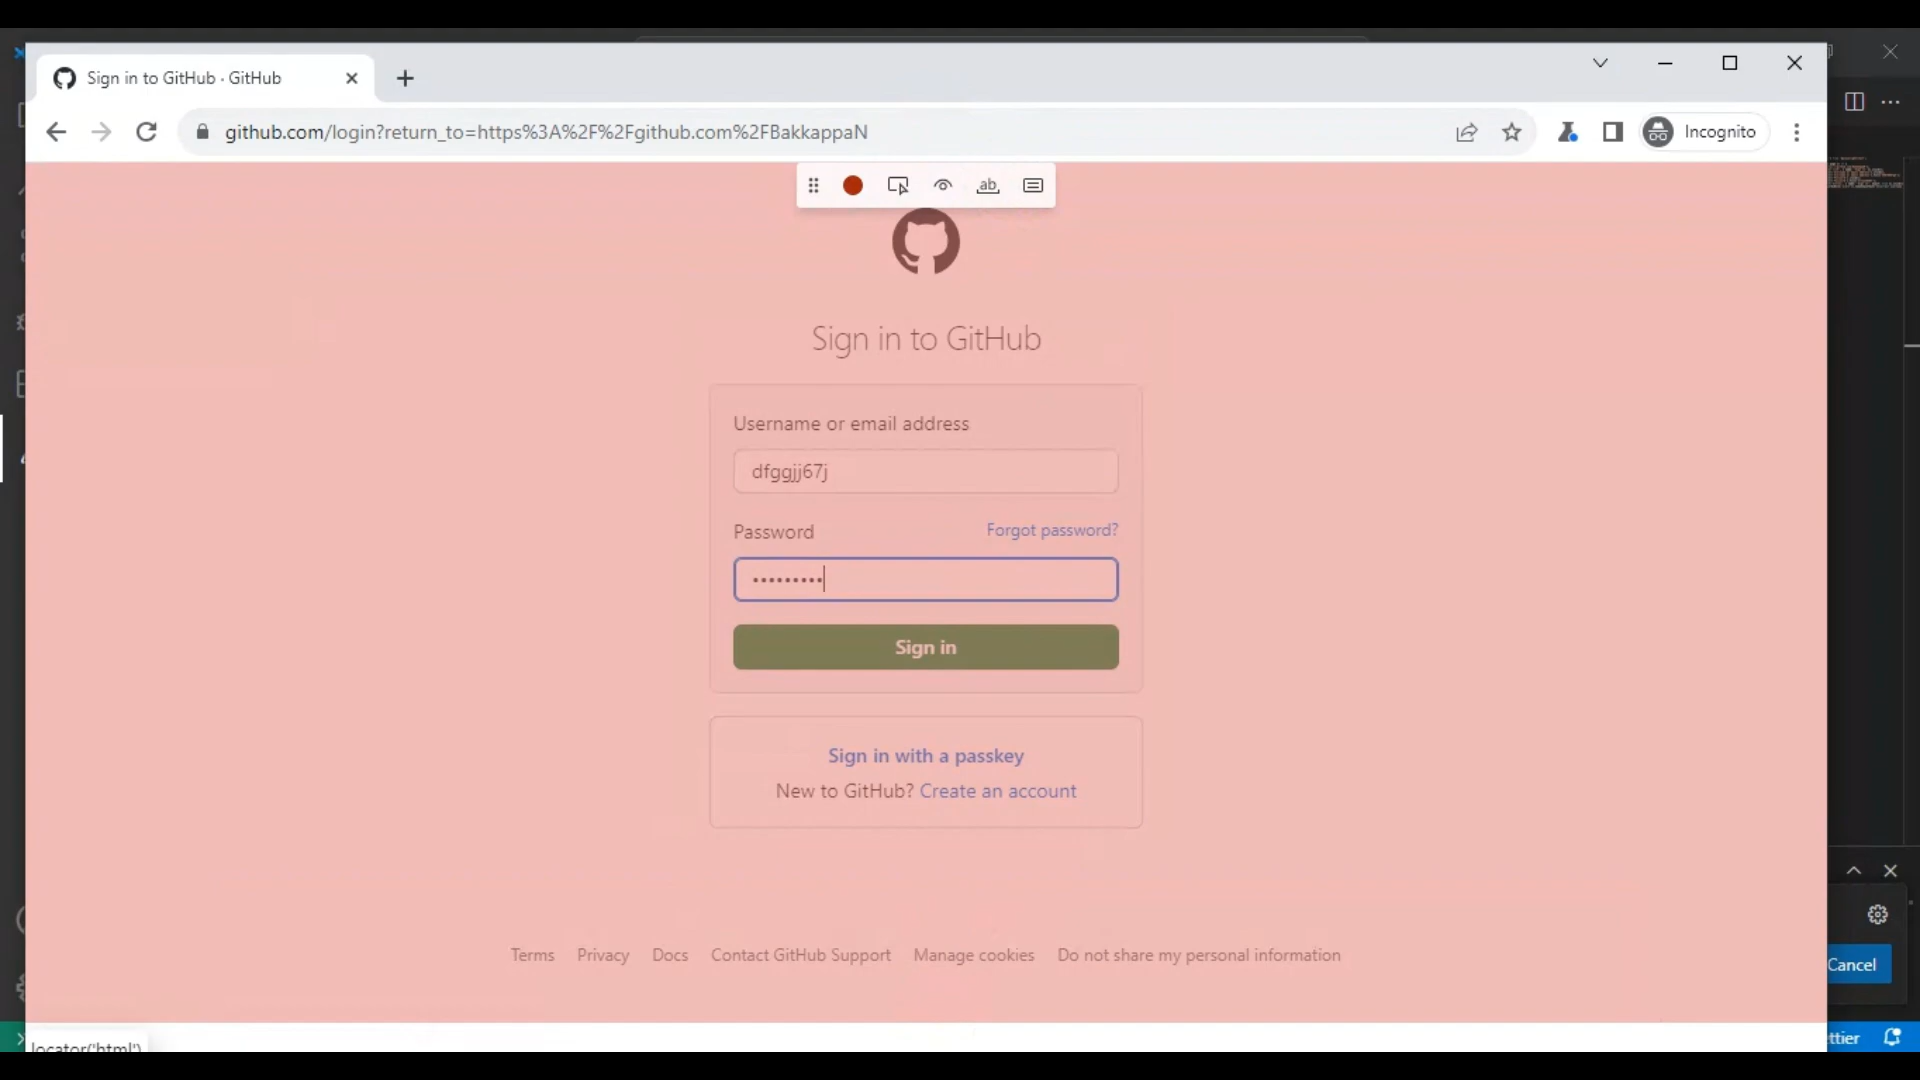 Sign in to GitHub · GitHub
github.com/login?return_to=https%3A%2F%2Fgithub.com%2FBakkappaN
Incognito
ab
Sign in to GitHub
Username or email address
dfggjj67j
Password
Forgot password?
•••••••••
Sign in
Sign in with a passkey
New to GitHub? Create an account
Terms Privacy Docs Contact GitHub Support Manage cookies Do not share my personal information
Cancel
locator('html')
ttier